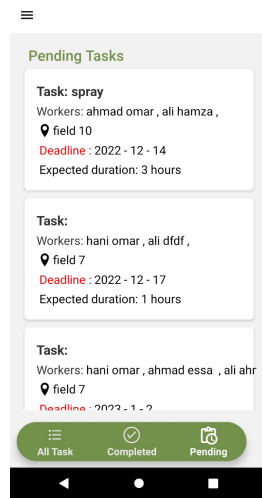 Pending Tasks
Task: spray
Workers: ahmad omar , ali hamza ,
field 10
Deadline : 2022 - 12 - 14
Expected duration: 3 hours
Task:
Workers: hani omar , ali dfdf ,
field 7
Deadline : 2022 - 12 - 17
Expected duration: 1 hours
Task:
Workers: hani omar , ahmad essa , ali ahr
field 7
Deadline : 2023 - 1 - 2
All Task Completed Pending